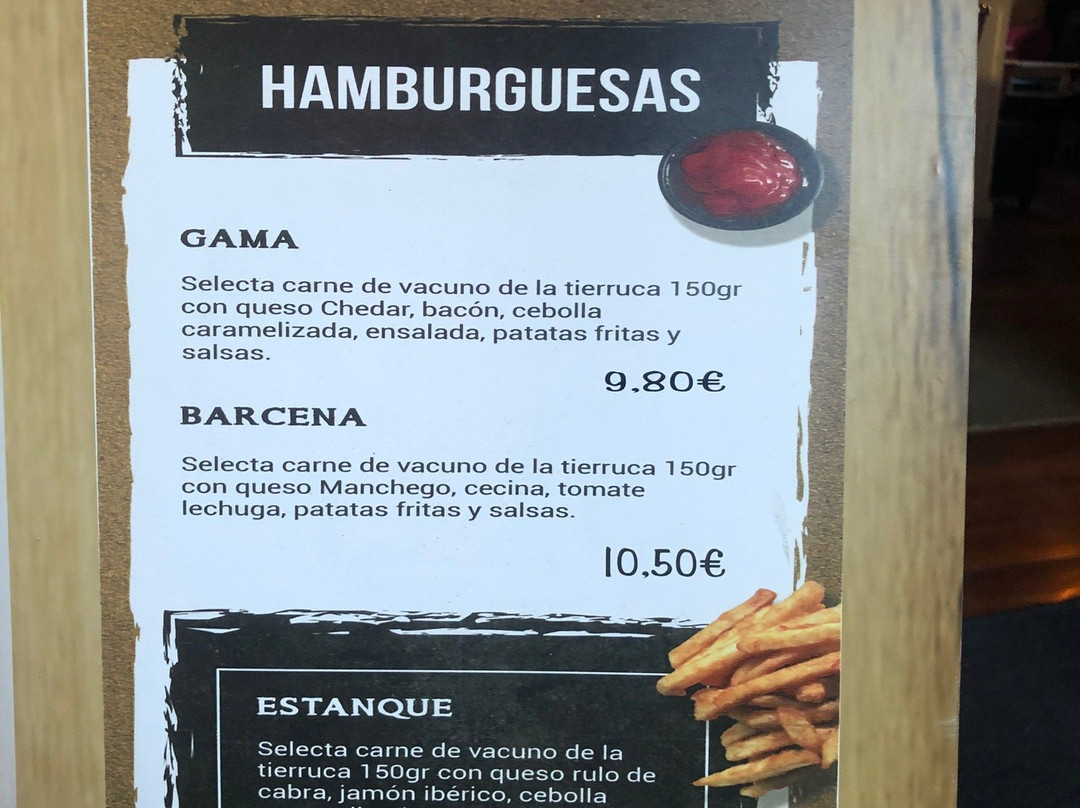 HAMBURGUESAS
GAMA
Selecta carne de vacuno de la tierruca 150gr
con queso Chedar, bacón, cebolla
caramelizada, ensalada, patatas fritas y
salsas.
9,80€
BARCENA
Selecta carne de vacuno de la tierruca 150gr
con queso Manchego, cecina, tomate
lechuga, patatas fritas y salsas.
10,50€
ESTANQUE
Selecta carne de vacuno de la
tierruca 150gr con queso rulo de
cabra, jamón ibérico, cebolla